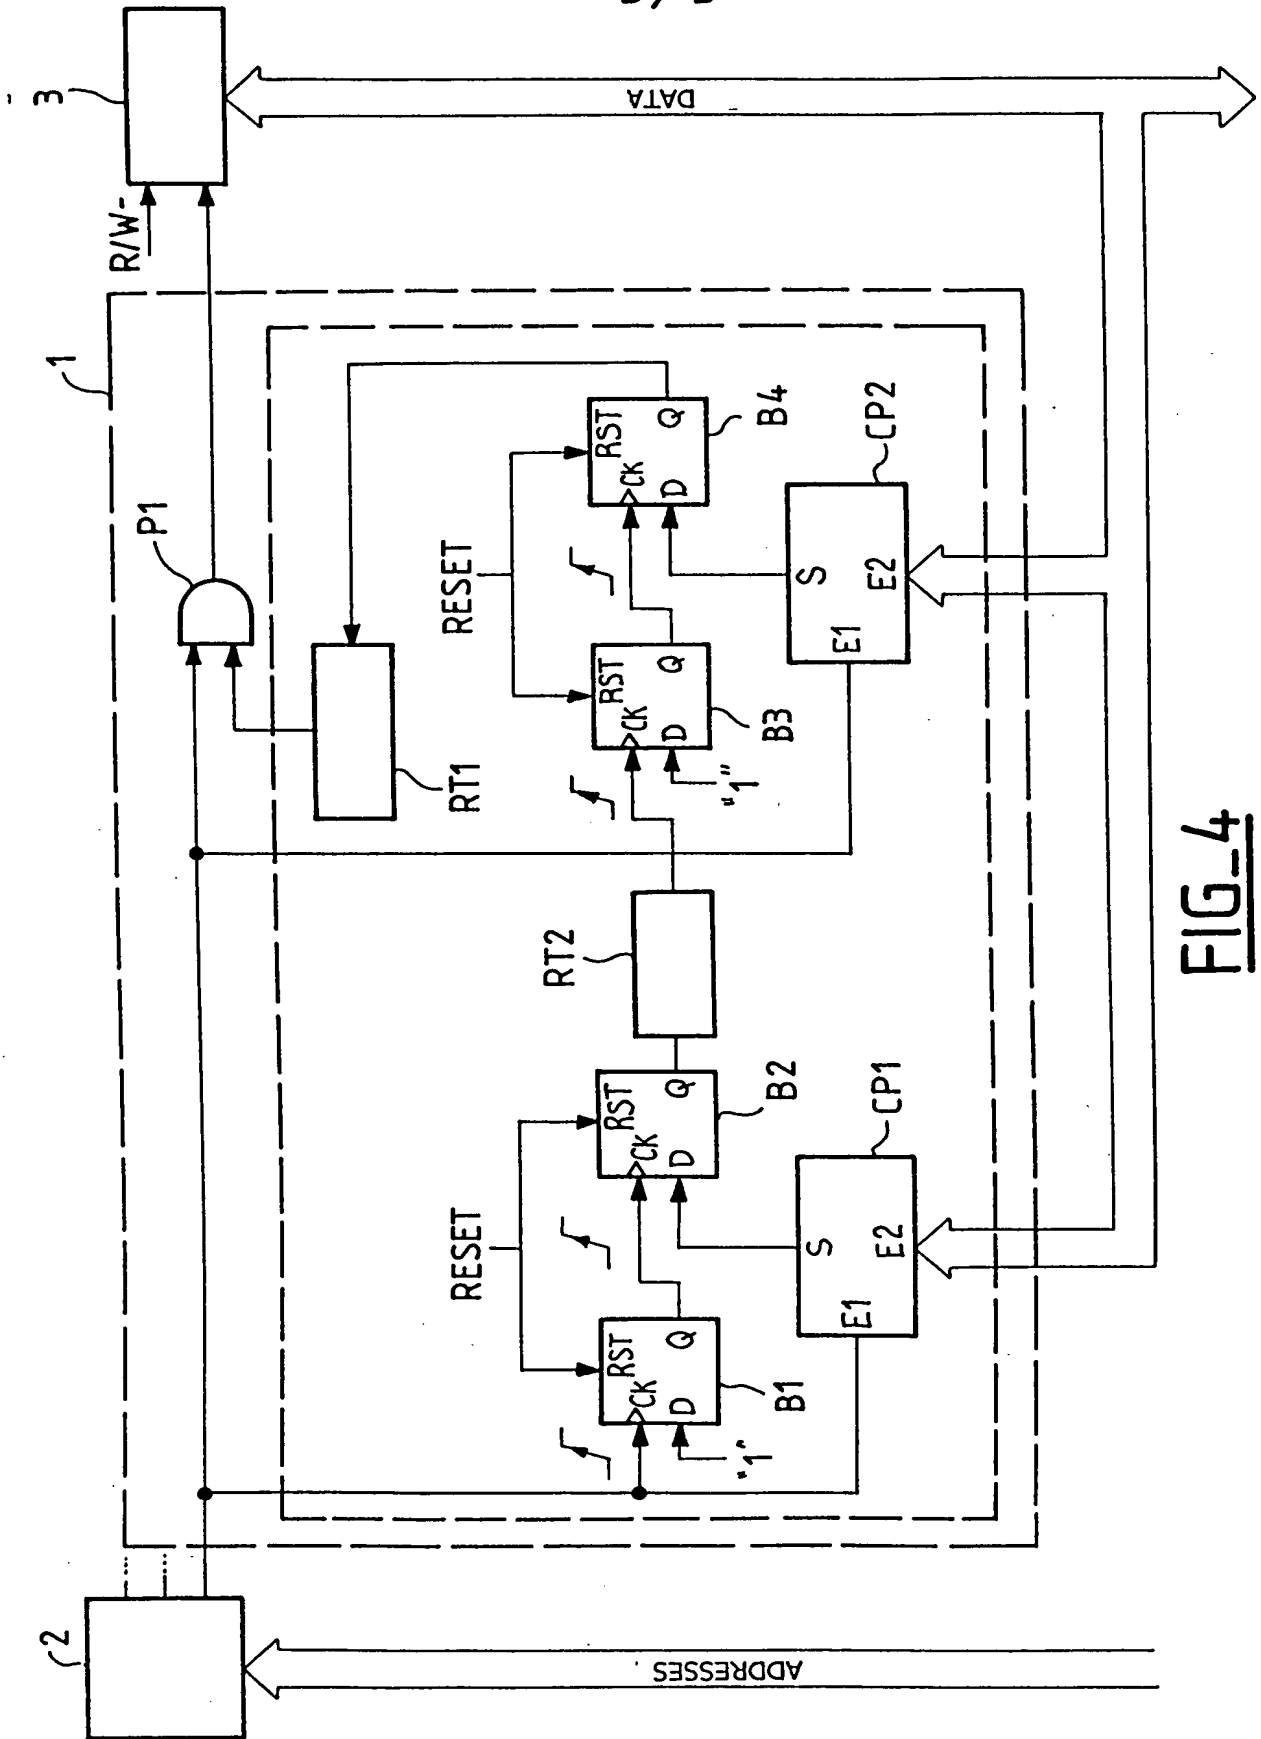 3
R/W-
DATA
1
P1
RT1
RESET
RST
CK
D
Q
B4
RST
CK
D
Q
B3
"1"
CP2
S
E1
E2
RT2
RESET
RST
CK
D
Q
B2
RST
CK
D
Q
B1
"1"
CP1
S
E1
E2
2
ADDRESSES
FIG_4